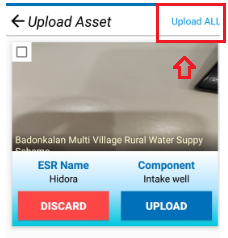 Upload Asset
Upload ALL
Badonkalan Multi Village Rural Water Suppy
Scheme
ESR Name
Component
Hidora
Intake well
DISCARD
UPLOAD